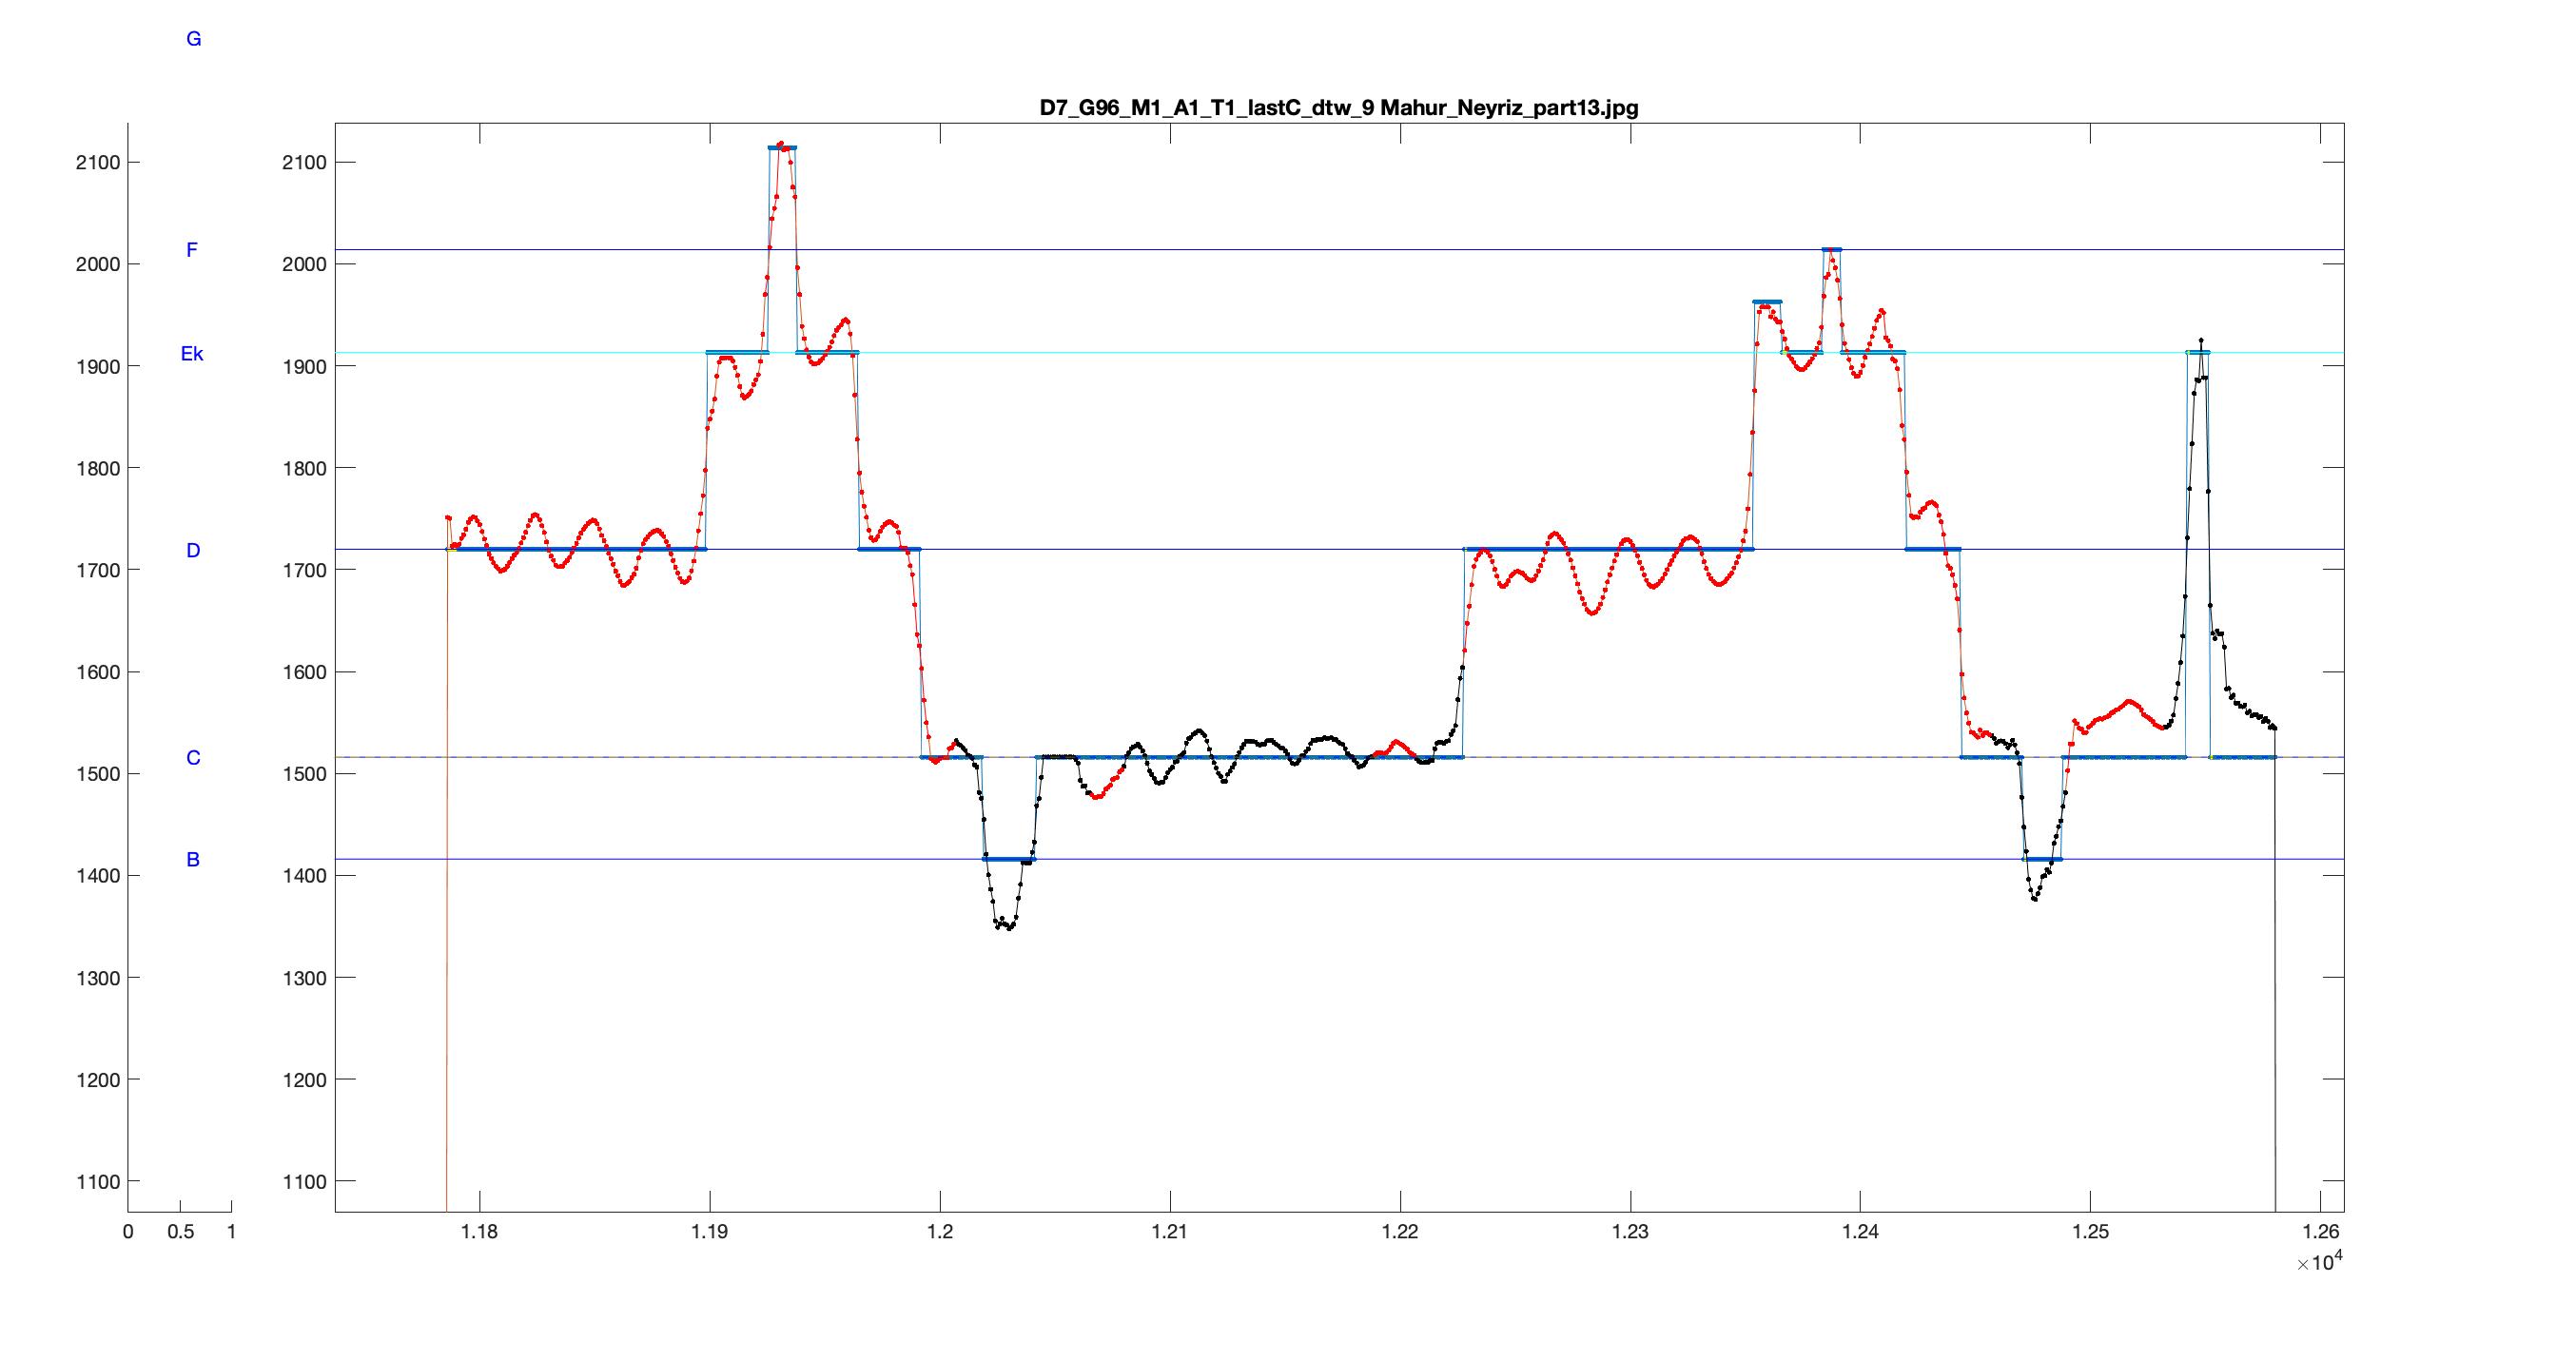 G
D7_G96_M1_A1_T1_lastC_dtw_9 Mahur_Neyriz_part13.jpg
2100 2100
F
2000 2000
Ek
1900 1900
1800 1800
D
1700 1700
1600 1600
C
1500 1500
B
1400 1400
1300 1300
1200 1200
1100 1100
0 0.5 1 1.18 1.19 1.2 1.21 1.22 1.23 1.24 1.25 1.26
×10⁴